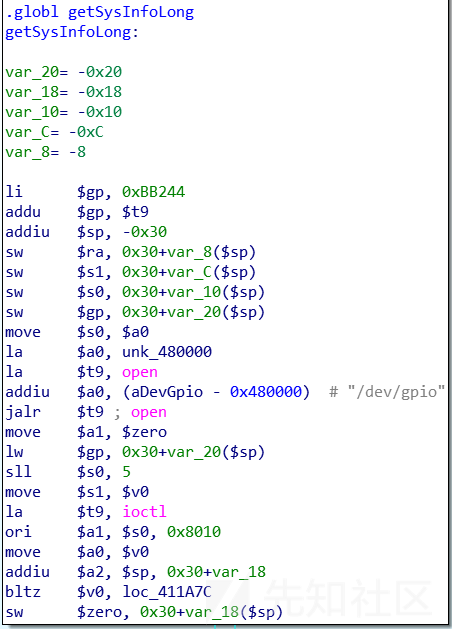 .globl getSysInfoLong
getSysInfoLong:
var_20= -0x20
var_18= -0x18
var_10= -0x10
var_C= -0xC
var_8= -8
li $gp, 0xBB244
addu $gp, $t9
addiu $sp, -0x30
sw $ra, 0x30+var_8($sp)
sw $s1, 0x30+var_C($sp)
sw $s0, 0x30+var_10($sp)
sw $gp, 0x30+var_20($sp)
move $s0, $a0
la $a0, unk_480000
la $t9, open
addiu $a0, (aDevGpio - 0x480000) # "/dev/gpio"
jalr $t9 ; open
move $a1, $zero
lw $gp, 0x30+var_20($sp)
sll $s0, 5
move $s1, $v0
la $t9, ioctl
ori $a1, $s0, 0x8010
move $a0, $v0
addiu $a2, $sp, 0x30+var_18
bltz $v0, loc_411A7C
sw $zero, 0x30+var_18($sp)
先知社区